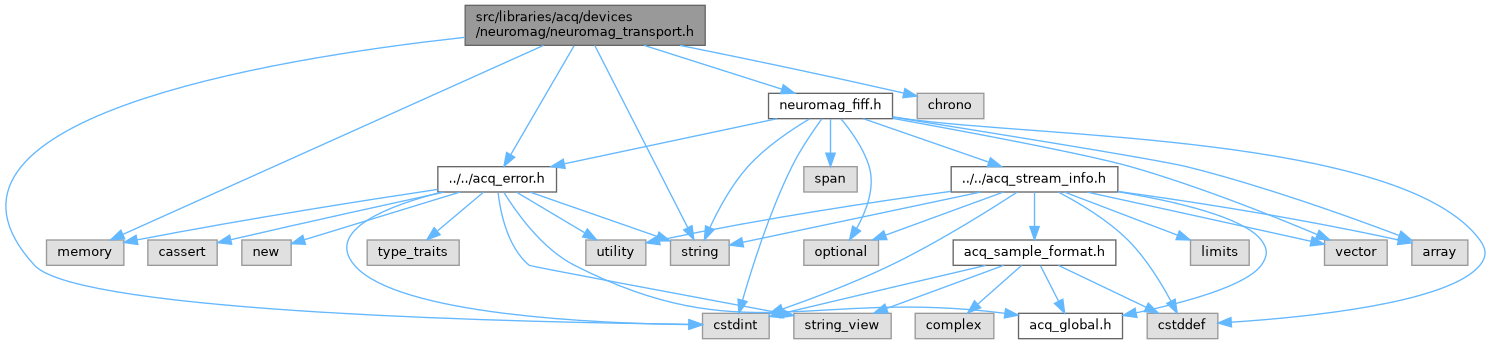 src/libraries/acq/devices
/neuromag/neuromag_transport.h
neuromag_fiff.h
chrono
../../acq_error.h
span
../../acq_stream_info.h
memory
cassert
new
type_traits
utility
string
optional
acq_sample_format.h
limits
vector
array
cstdint
string_view
complex
acq_global.h
cstddef